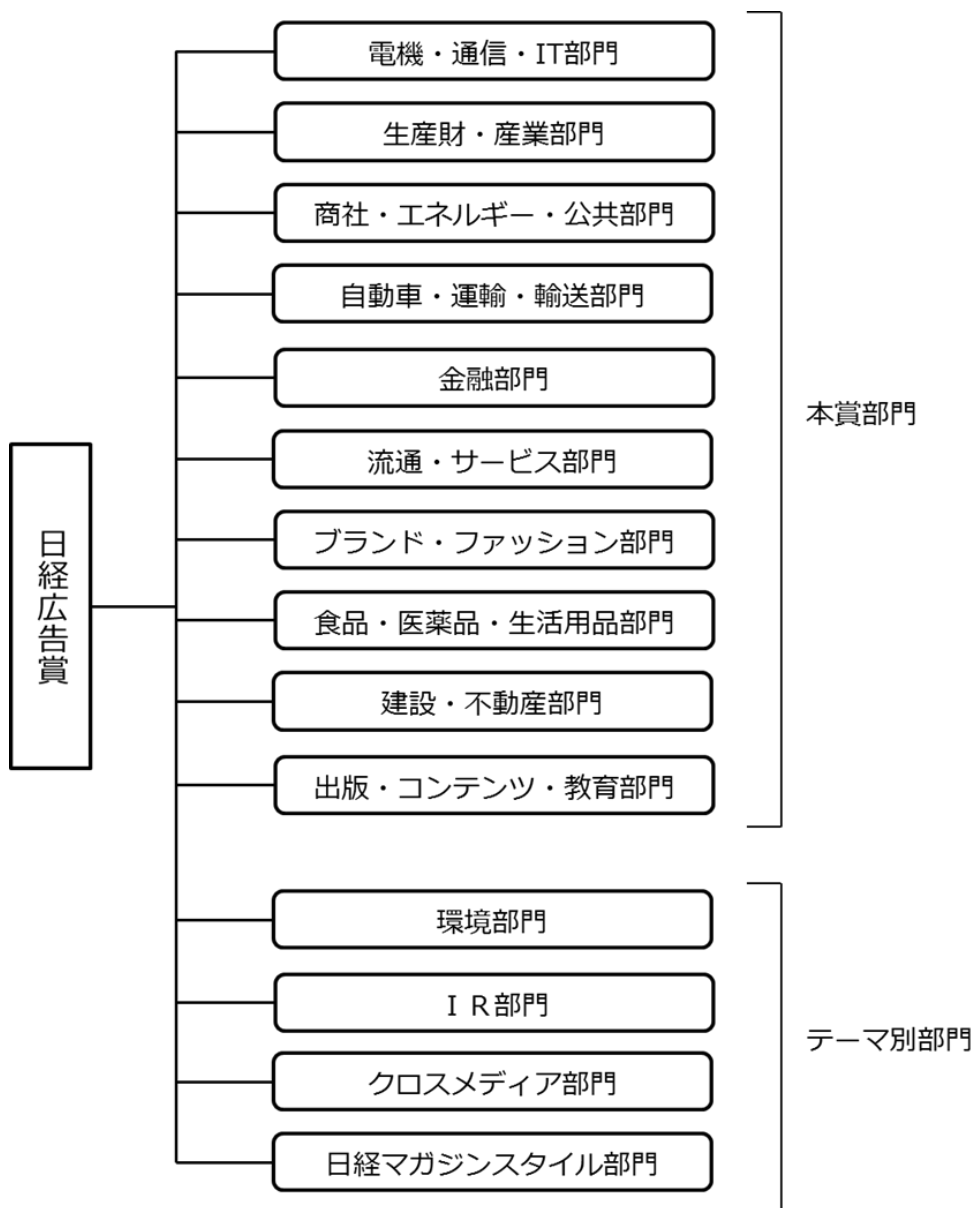 電機・通信・IT部門
生産財・産業部門
商社・エネルギー・公共部門
自動車・運輸・輸送部門
金融部門
流通・サービス部門
ブランド・ファッション部門
食品・医薬品・生活用品部門
建設・不動産部門
出版・コンテンツ・教育部門
本賞部門
日経広告賞
環境部門
ＩＲ部門
クロスメディア部門
日経マガジンスタイル部門
テーマ別部門